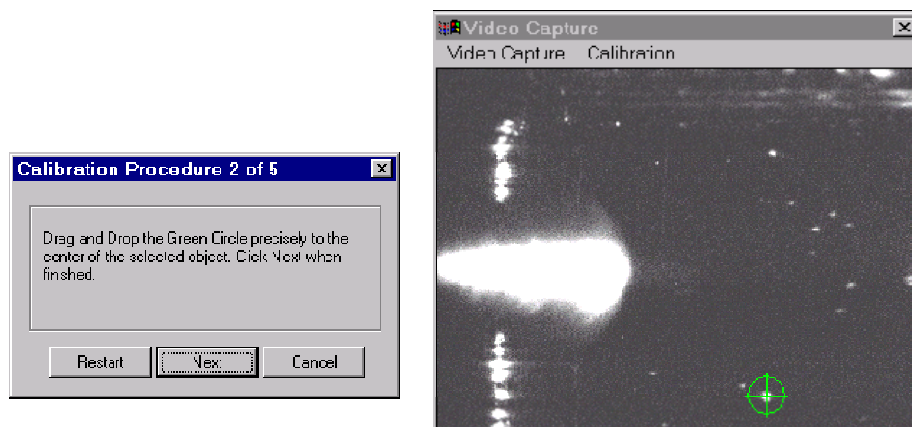 Video Capture
Video Capture Calibration
Calibration Procedure 2 of 5
Drag and Drop the Green Circle precisely to the
center of the selected object. Click Next when
finished.
Restart Next Cancel